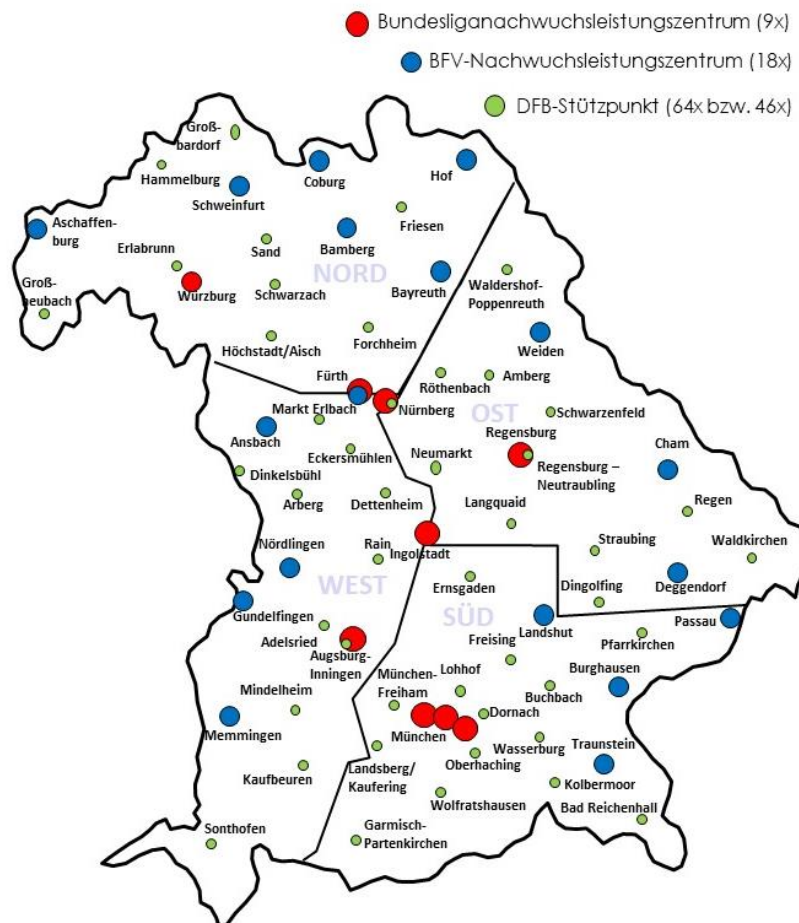 Bundesliganachwuchsleistungszentrum (9x)
BFV-Nachwuchsleistungszentrum (18x)
DFB-Stützpunkt (64x bzw. 46x)
Groß-
bardorf
Hammelburg
Coburg
Hof
Schweinfurt
Aschaffen-
burg
Friesen
Erlabrunn
Sand
Bamberg
NORD
Groß-
heubach
Würzburg
Schwarzach
Bayreuth
Waldershof-
Poppenreuth
Höchstadt/Aisch
Forchheim
Weiden
Fürth
Röthenbach
Amberg
Markt Erlbach
Nürnberg
OST
Schwarzenfeld
Ansbach
Regensburg
Eckersmühlen
Neumarkt
Cham
Dinkelsbühl
Regensburg –
Neutraubling
Arberg
Dettenheim
Langquaid
Regen
Nördlingen
Rain
Ingolstadt
Straubing
Waldkirchen
WEST
Ernsgaden
Dingolfing
Deggendorf
SÜD
Gundelfingen
Landshut
Passau
Adelsried
Freising
Pfarrkirchen
Augsburg-
Inningen
München-
Freiham
Lohhof
Burghausen
Mindelheim
Buchbach
Dornach
Memmingen
München
Wasserburg
Traunstein
Oberhaching
Kaufbeuren
Landsberg/
Kaufering
Kolbermoor
Wolfratshausen
Bad Reichenhall
Sonthofen
Garmisch-
Partenkirchen